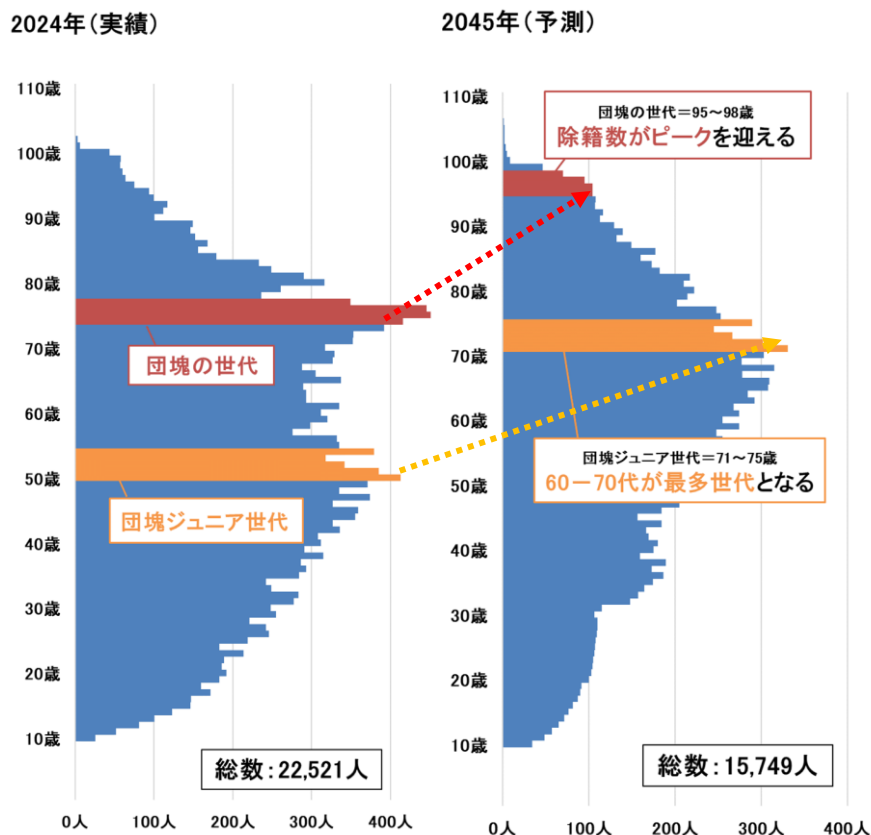 2024年(実績)
110歳
100歳
90歳
80歳
70歳
60歳
50歳
40歳
30歳
20歳
10歳
団塊の世代
団塊ジュニア世代
総数:22,521人
0人
100人
200人
300人
400人
2045年(予測)
110歳
100歳
90歳
80歳
70歳
60歳
50歳
40歳
30歳
20歳
10歳
団塊の世代=95~98歳
除籍数がピークを迎える
団塊ジュニア世代=71~75歳
60-70代が最多世代となる
総数:15,749人
0人
100人
200人
300人
400人